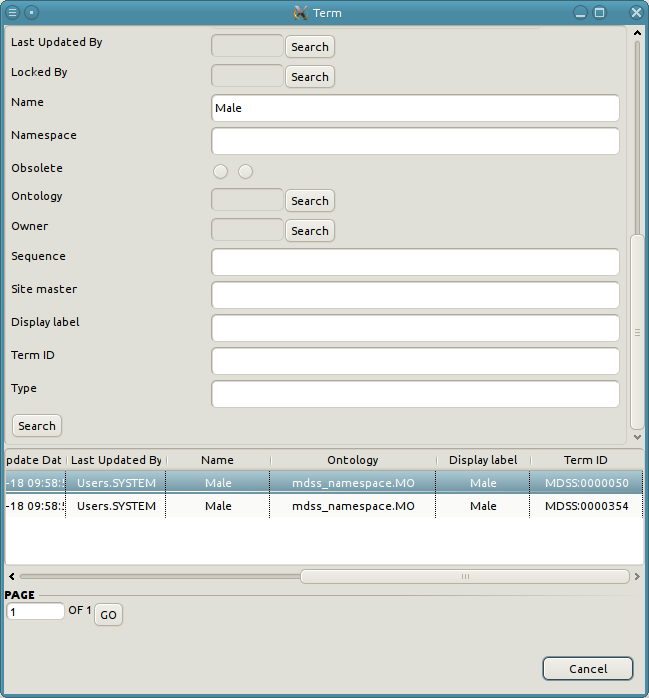 Term
Last Updated By Search
Locked By Search
Name Male
Namespace
Obsolete
Ontology Search
Owner Search
Sequence
Site master
Display label
Term ID
Type
Search
pdate Dat Last Updated By Name Ontology Display label Term ID
-18 09:58: Users.SYSTEM Male mdss_namespace.MO Male MDSS:0000050
-18 09:58: Users.SYSTEM Male mdss_namespace.MO Male MDSS:0000354
PAGE
1 OF 1 GO
Cancel